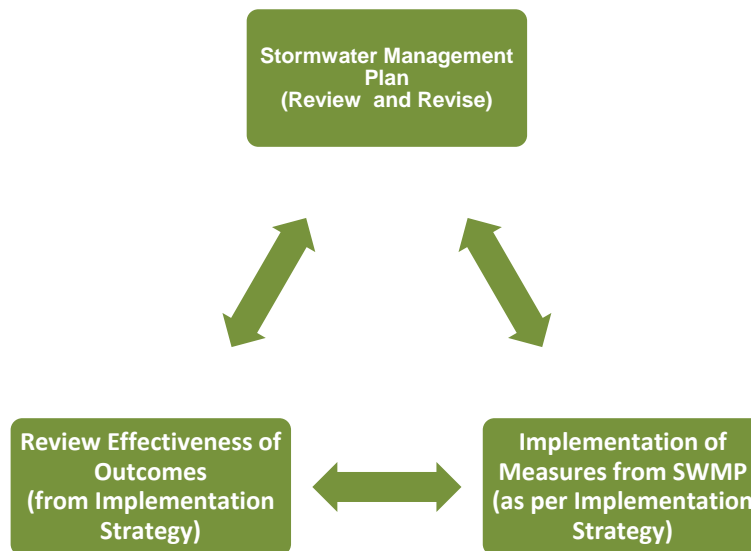 Stormwater Management
Plan
(Review and Revise)
Review Effectiveness of
Outcomes
(from Implementation
Strategy)
Implementation of
Measures from SWMP
(as per Implementation
Strategy)